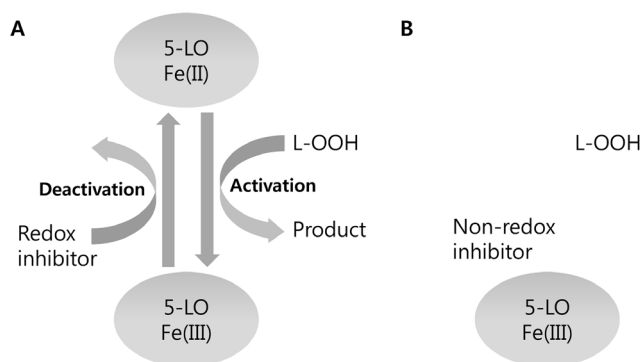 A
5-LO
Fe(II)
L-OOH
Deactivation
Activation
Redox
inhibitor
Product
5-LO
Fe(III)
B
L-OOH
Non-redox
inhibitor
5-LO
Fe(III)